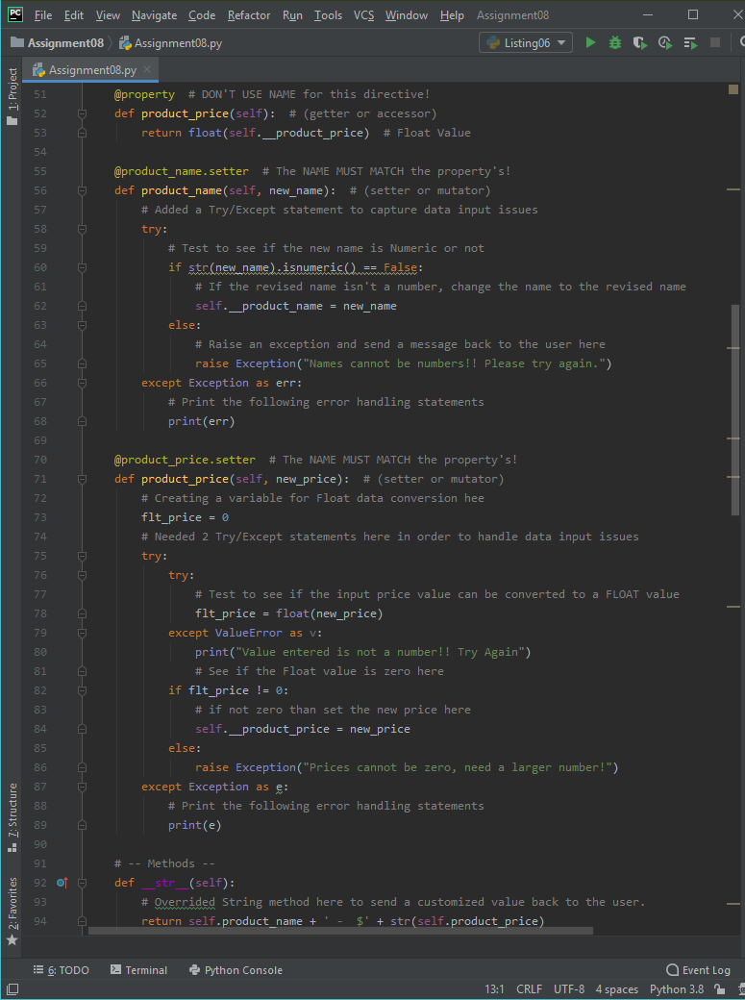 PC File Edit View Navigate Code Refactor Run Tools VCS Window Help Assignment08
Assignment08 Assignment08.py Listing06
1: Project
Assignment08.py
51 @property  # DON'T USE NAME for this directive!
52 def product_price(self):  # (getter or accessor)
53     return float(self.__product_price)  # Float Value
54
55 @product_name.setter  # The NAME MUST MATCH the property's!
56 def product_name(self, new_name):  # (setter or mutator)
57     # Added a Try/Except statement to capture data input issues
58     try:
59         # Test to see if the new name is Numeric or not
60         if str(new_name).isnumeric() == False:
61             # If the revised name isn't a number, change the name to the revised name
62             self.__product_name = new_name
63         else:
64             # Raise an exception and send a message back to the user here
65             raise Exception("Names cannot be numbers!! Please try again.")
66     except Exception as err:
67         # Print the following error handling statements
68         print(err)
69
70 @product_price.setter  # The NAME MUST MATCH the property's!
71 def product_price(self, new_price):  # (setter or mutator)
72     # Creating a variable for Float data conversion hee
73     flt_price = 0
74     # Needed 2 Try/Except statements here in order to handle data input issues
75     try:
76         try:
77             # Test to see if the input price value can be converted to a FLOAT value
78             flt_price = float(new_price)
79         except ValueError as v:
80             print("Value entered is not a number!! Try Again")
81             # See if the Float value is zero here
82         if flt_price != 0:
83             # if not zero than set the new price here
84             self.__product_price = new_price
85         else:
86             raise Exception("Prices cannot be zero, need a larger number!")
87     except Exception as e:
88         # Print the following error handling statements
89         print(e)
90
91     # -- Methods --
92 def __str__(self):
93     # Overrided String method here to send a customized value back to the user.
94     return self.product_name + ' -  $' + str(self.product_price)
7: Structure
2: Favorites
6: TODO Terminal Python Console Event Log
13:1 CRLF UTF-8 4 spaces Python 3.8